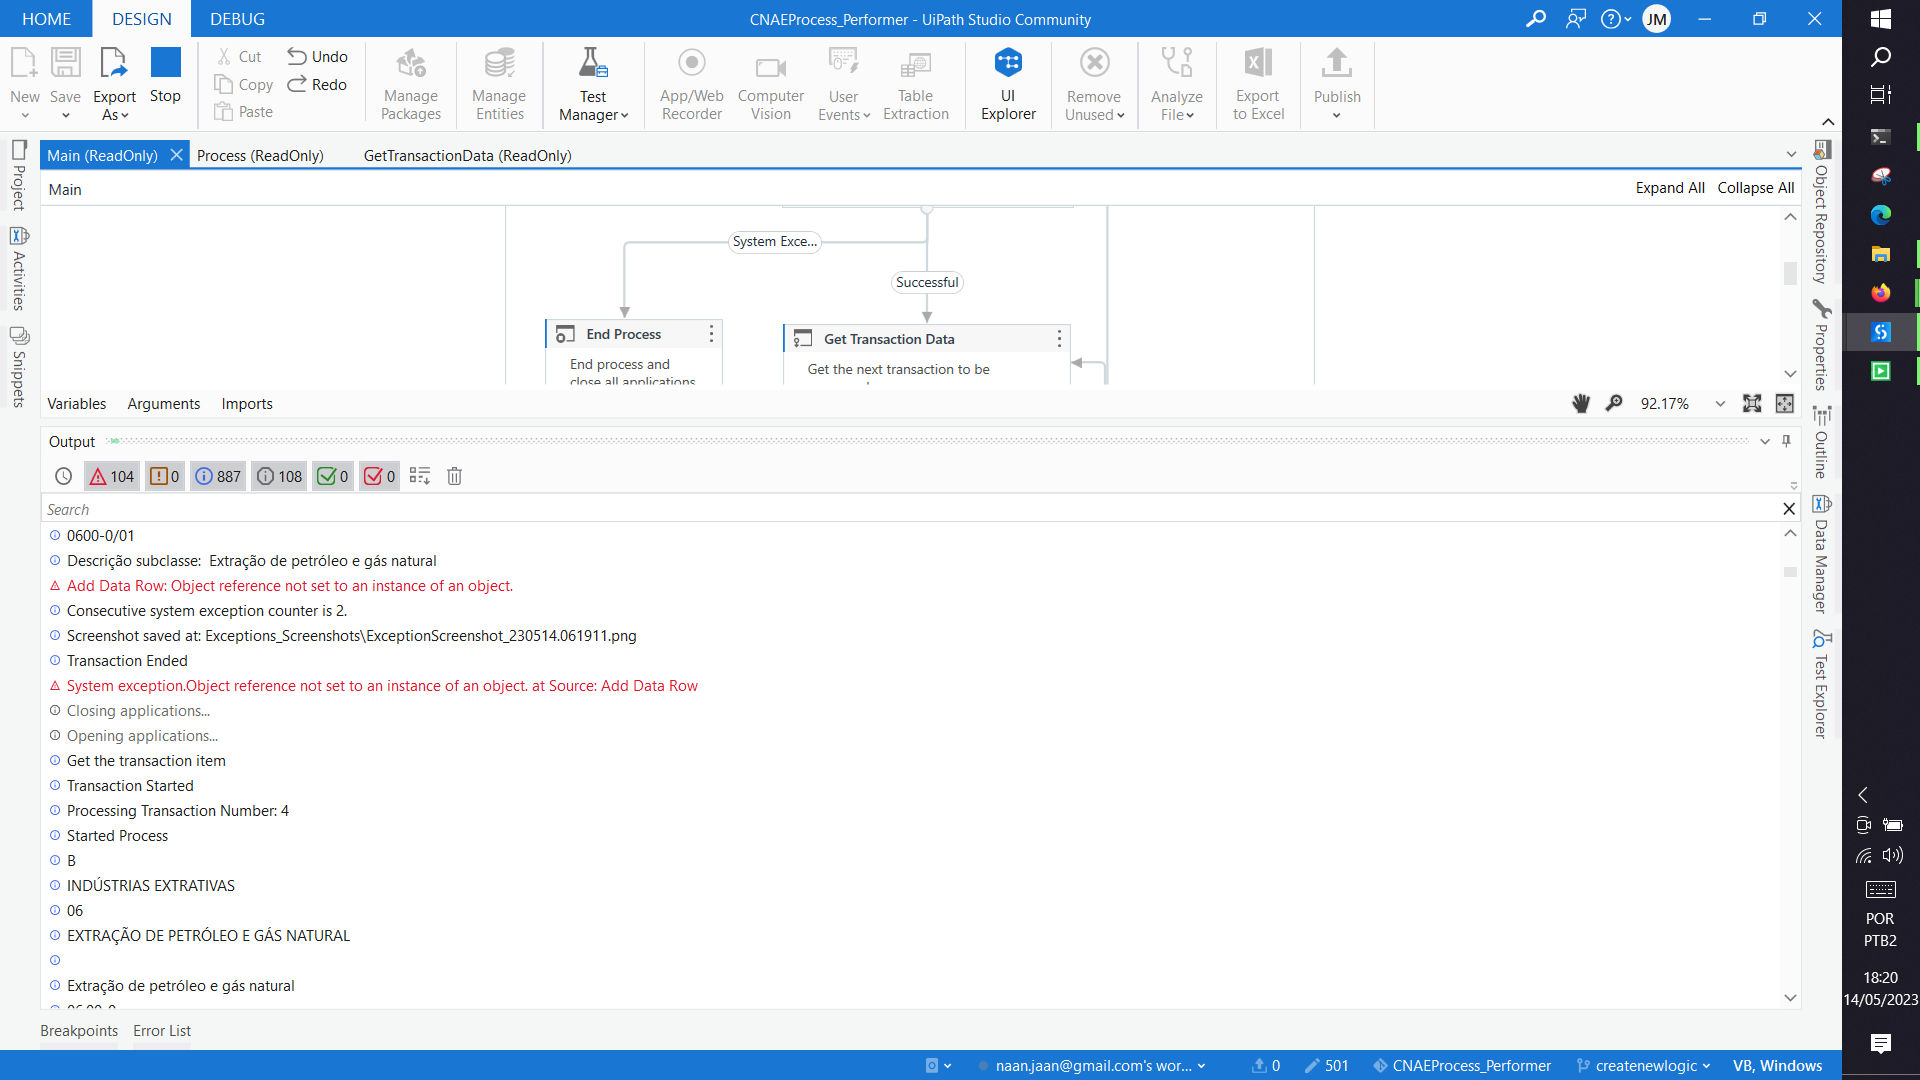 HOME
DESIGN
DEBUG
CNAEProcess_Performer - UiPath Studio Community
JM
New
Save
Export As
Stop
Cut
Copy
Paste
Undo
Redo
Manage Packages
Manage Entities
Test Manager
App/Web Recorder
Computer Vision
User Events
Table Extraction
UI Explorer
Remove Unused
Analyze File
Export to Excel
Publish
Main (ReadOnly)
Process (ReadOnly)
GetTransactionData (ReadOnly)
Main
Expand All
Collapse All
Project
Activities
Snippets
System Exce...
Successful
End Process
End process and
close all applications
Get Transaction Data
Get the next transaction to be
Variables
Arguments
Imports
92.17%
Output
104
0
887
108
0
0
Search
0600-0/01
Descrição subclasse:  Extração de petróleo e gás natural
Add Data Row: Object reference not set to an instance of an object.
Consecutive system exception counter is 2.
Screenshot saved at: Exceptions_Screenshots\ExceptionScreenshot_230514.061911.png
Transaction Ended
System exception.Object reference not set to an instance of an object. at Source: Add Data Row
Closing applications...
Opening applications...
Get the transaction item
Transaction Started
Processing Transaction Number: 4
Started Process
B
INDÚSTRIAS EXTRATIVAS
06
EXTRAÇÃO DE PETRÓLEO E GÁS NATURAL
Extração de petróleo e gás natural
Breakpoints
Error List
Object Repository
Properties
Outline
Data Manager
Test Explorer
naan.jaan@gmail.com's wor...
0
501
CNAEProcess_Performer
createnewlogic
VB, Windows
POR
PTB2
18:20
14/05/2023